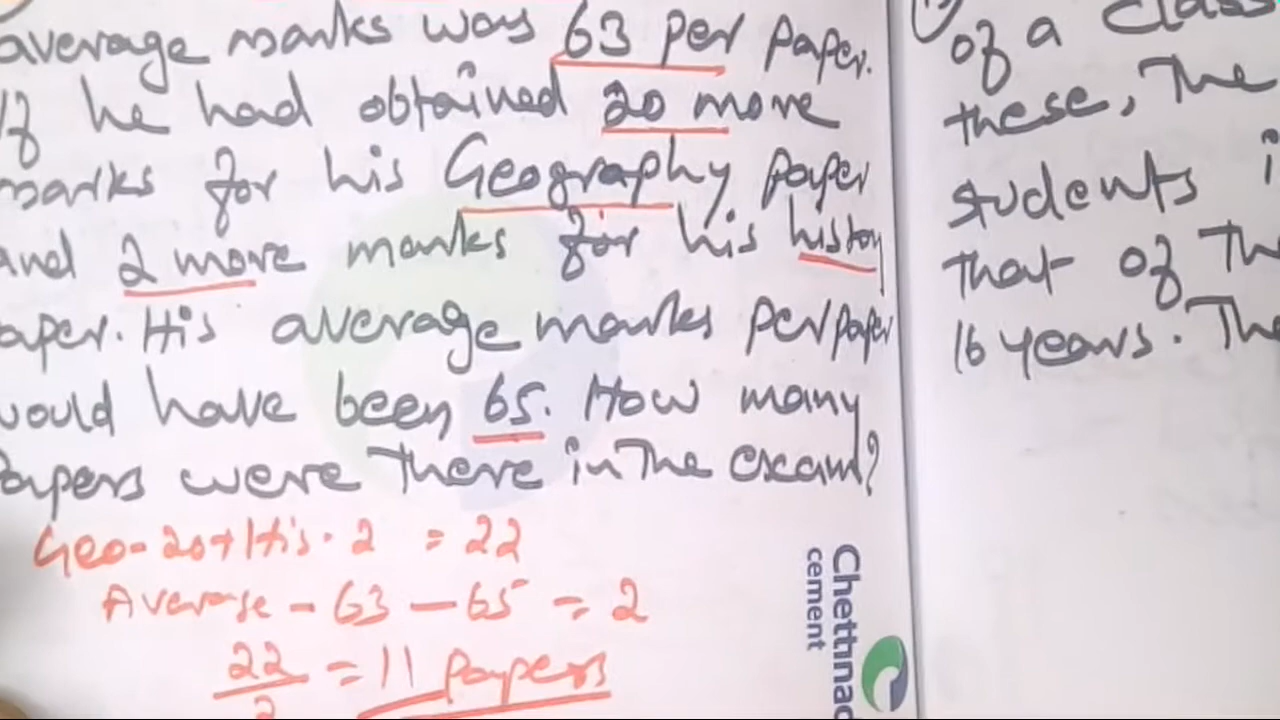 average marks was 63 per paper.
If he had obtained 20 more
marks for his Geography paper
and 2 more marks for his history
aper. His average marks per paper
would have been 65. How many
papers were there in the exam?
Geo-20+His.2 = 22
Average - 63 - 65 = 2
22/2 = 11 papers
of a class
these, The
students i
that of Th
16 years. The
Chettinad
cement